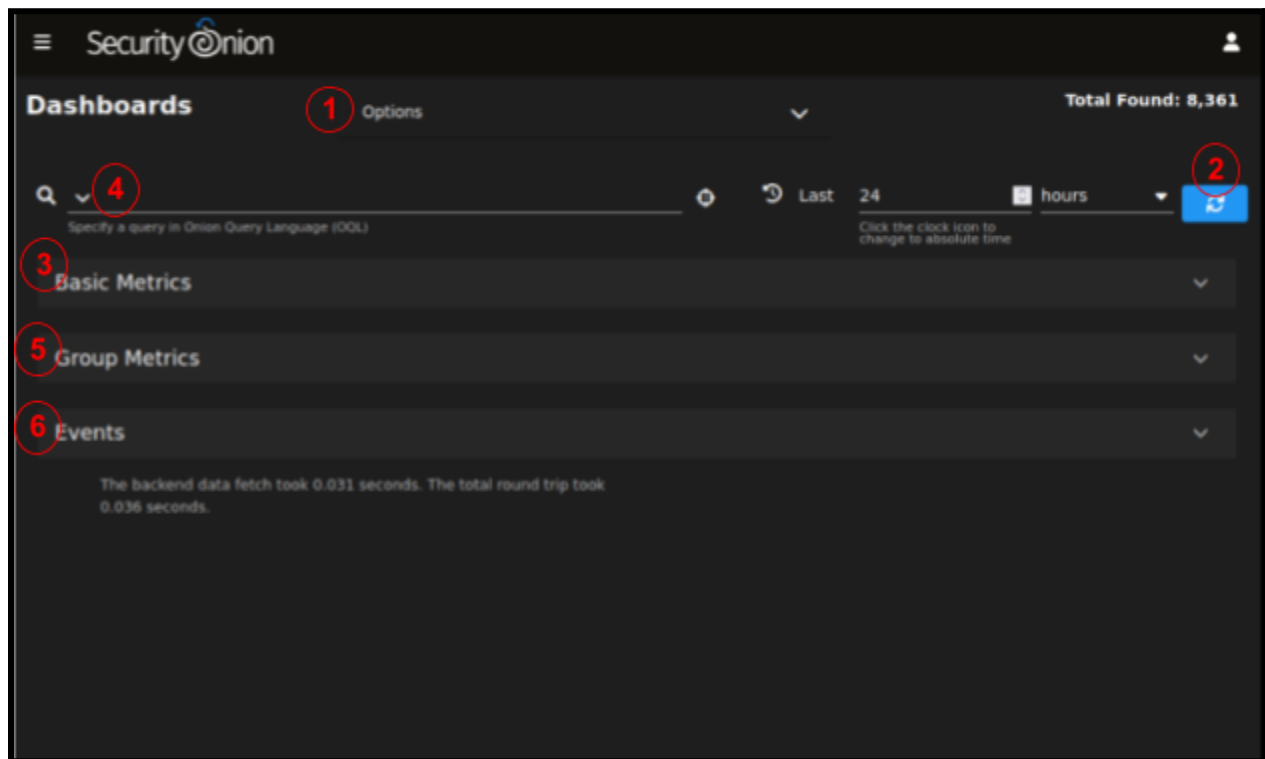 Security Onion
Dashboards
1
Options
Total Found: 8,361
4
Last
24
hours
2
Specify a query in Onion Query Language (OQL)
Click the clock icon to
change to absolute time
3
Basic Metrics
5
Group Metrics
6
Events
The backend data fetch took 0.031 seconds. The total round trip took
0.036 seconds.